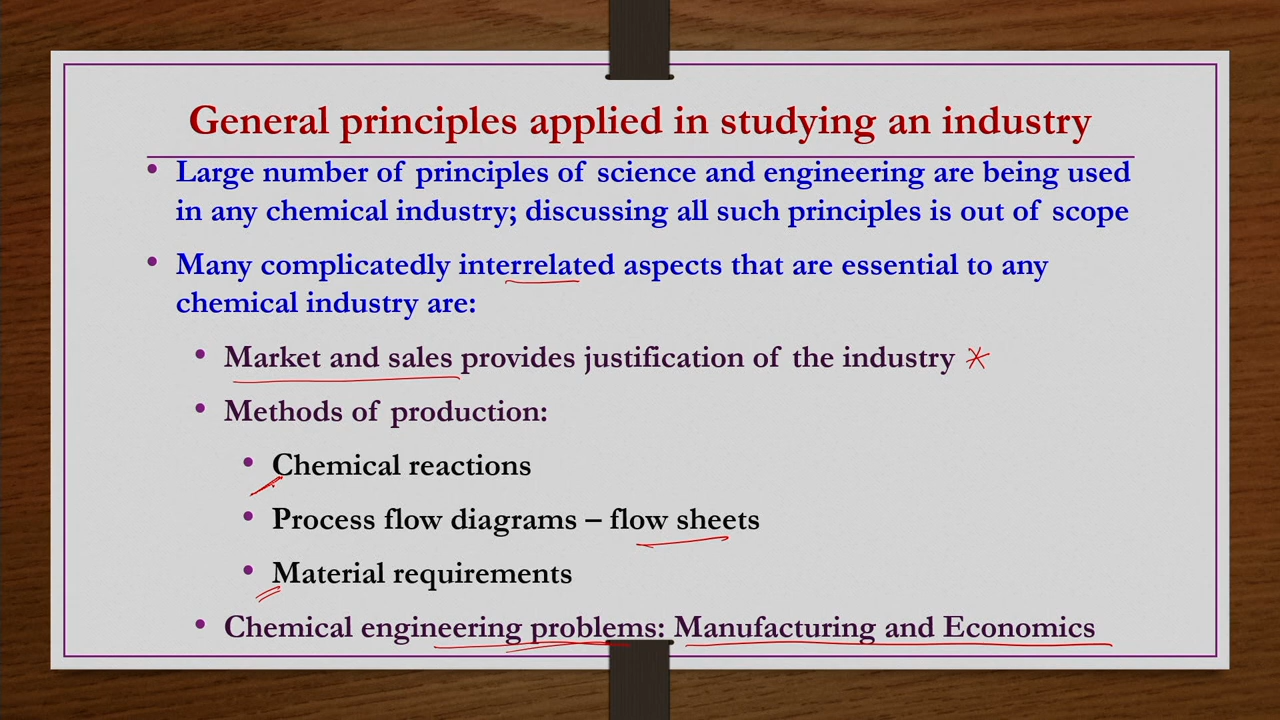 General principles applied in studying an industry
• Large number of principles of science and engineering are being used
in any chemical industry; discussing all such principles is out of scope
• Many complicatedly interrelated aspects that are essential to any
chemical industry are:
• Market and sales provides justification of the industry *
• Methods of production:
• Chemical reactions
• Process flow diagrams – flow sheets
• Material requirements
• Chemical engineering problems: Manufacturing and Economics